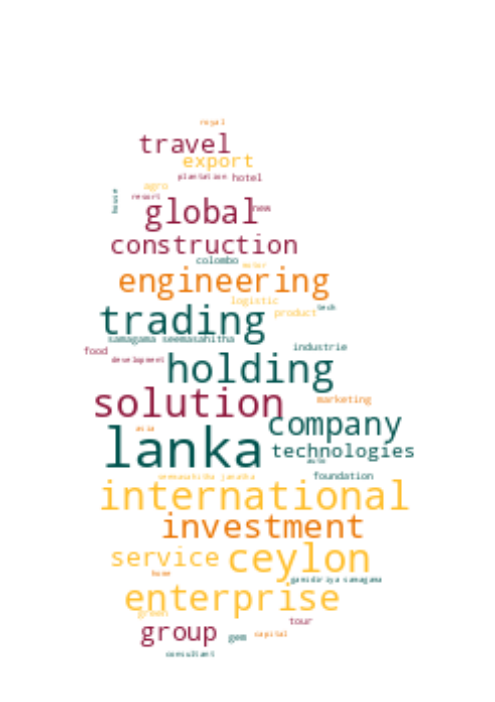 royal
travel
export
plantation hotel
agro
resort
house
global new
construction
colombo
motor
engineering
logistic
tech
trading product
samagama seemasahitha
industrie
food
development
holding
solution
marketing
company
asia
lanka technologies
auto
seemasahitha janatha foundation
international
investment
service ceylon
home
gamidiriya samagama
enterprise
green
tour
group gem capital
consultant